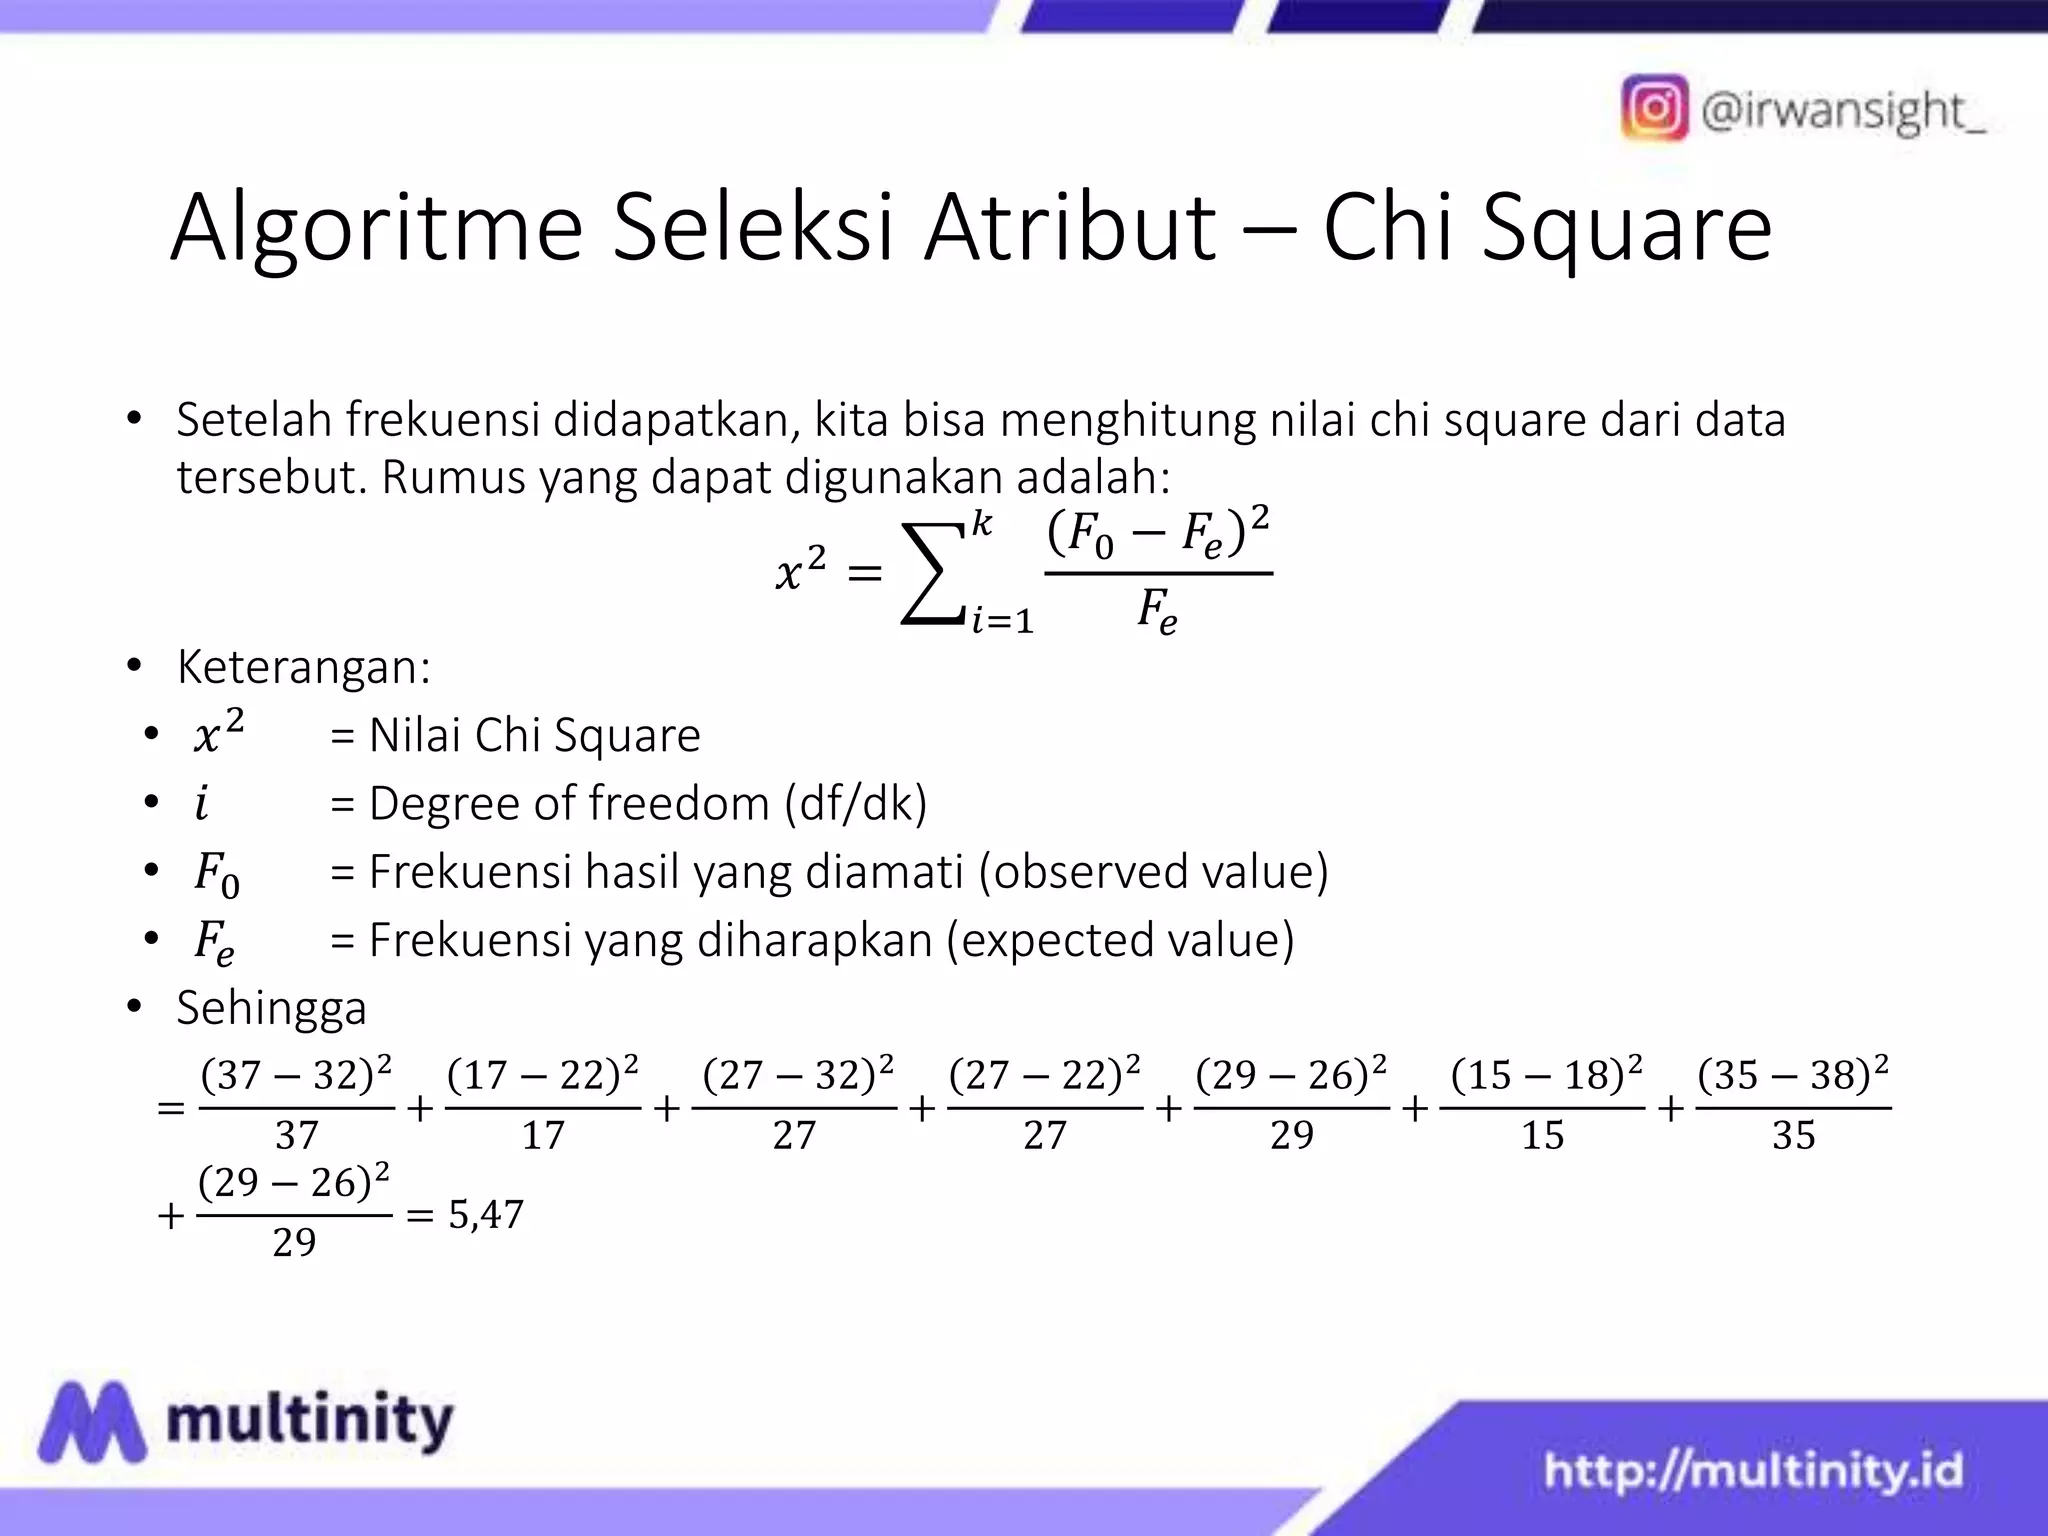 @irwansight_
Algoritme Seleksi Atribut – Chi Square
• Setelah frekuensi didapatkan, kita bisa menghitung nilai chi square dari data
tersebut. Rumus yang dapat digunakan adalah:
x² = ∑ᵢ₌₁ᵏ (F₀ − Fₑ)² / Fₑ
• Keterangan:
• x² = Nilai Chi Square
• i = Degree of freedom (df/dk)
• F₀ = Frekuensi hasil yang diamati (observed value)
• Fₑ = Frekuensi yang diharapkan (expected value)
• Sehingga
= (37 − 32)² / 37 + (17 − 22)² / 17 + (27 − 32)² / 27 + (27 − 22)² / 27 + (29 − 26)² / 29 + (15 − 18)² / 15 + (35 − 38)² / 35
+ (29 − 26)² / 29 = 5,47
multinity
http://multinity.id